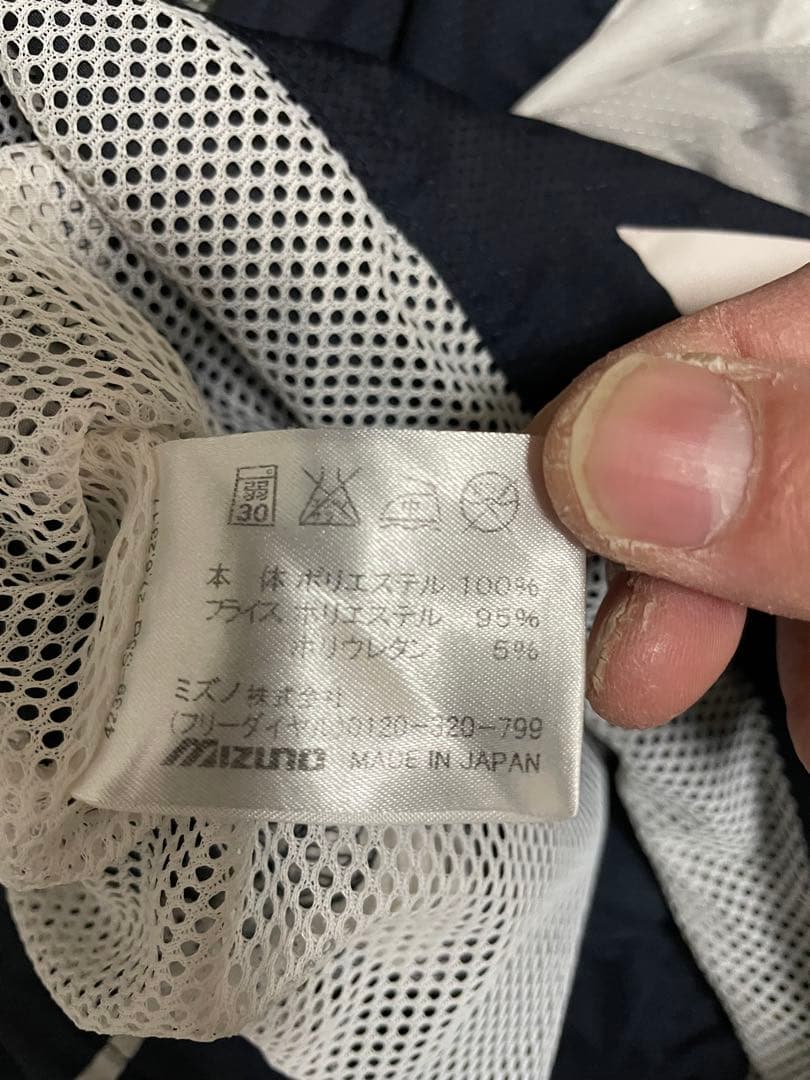 弱
30
中
本 体 ポリエステル 100%
フライス ポリエステル 95%
ポリウレタン 5%
ミズノ株式会社
(フリーダイヤル)0120-320-799
MIZUNO MADE IN JAPAN